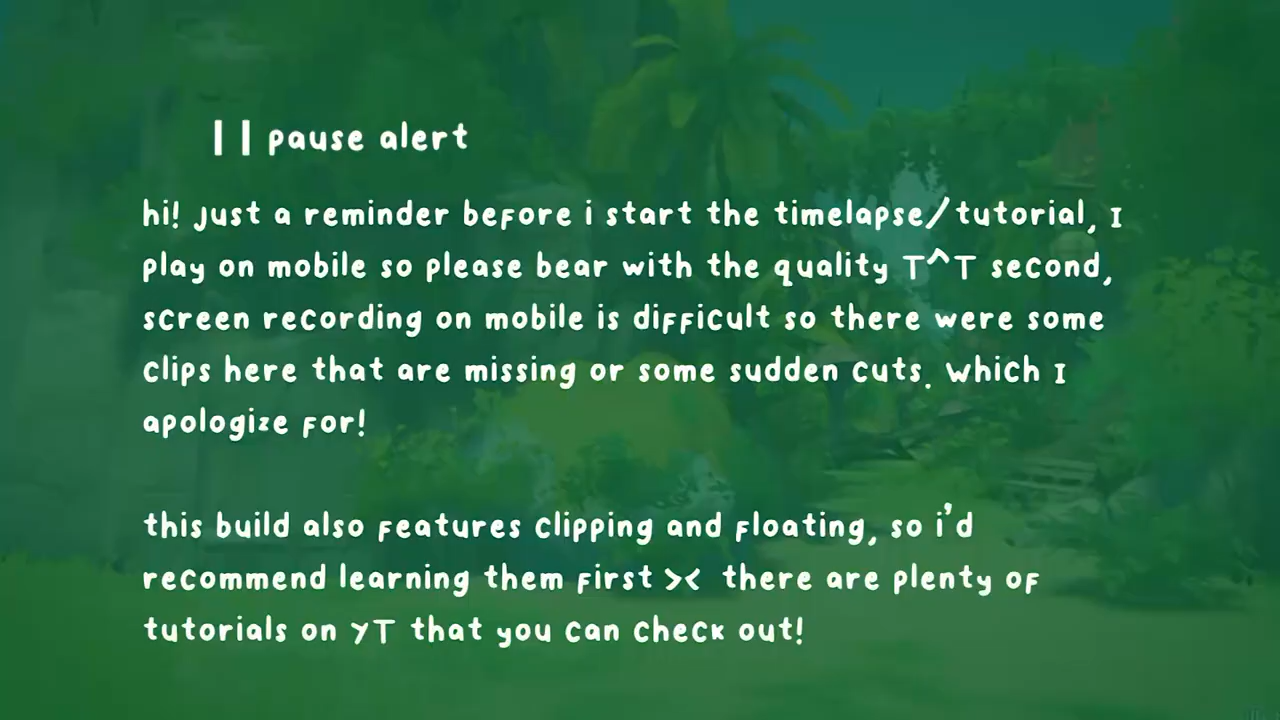 || pause alert
hi! just a reminder before i start the timelapse/tutorial, I
play on mobile so please bear with the quality T^T second,
screen recording on mobile is difficult so there were some
clips here that are missing or some sudden cuts. which I
apologize for!
this build also features clipping and floating, so i'd
recommend learning them first >< there are plenty of
tutorials on YT that you can check out!